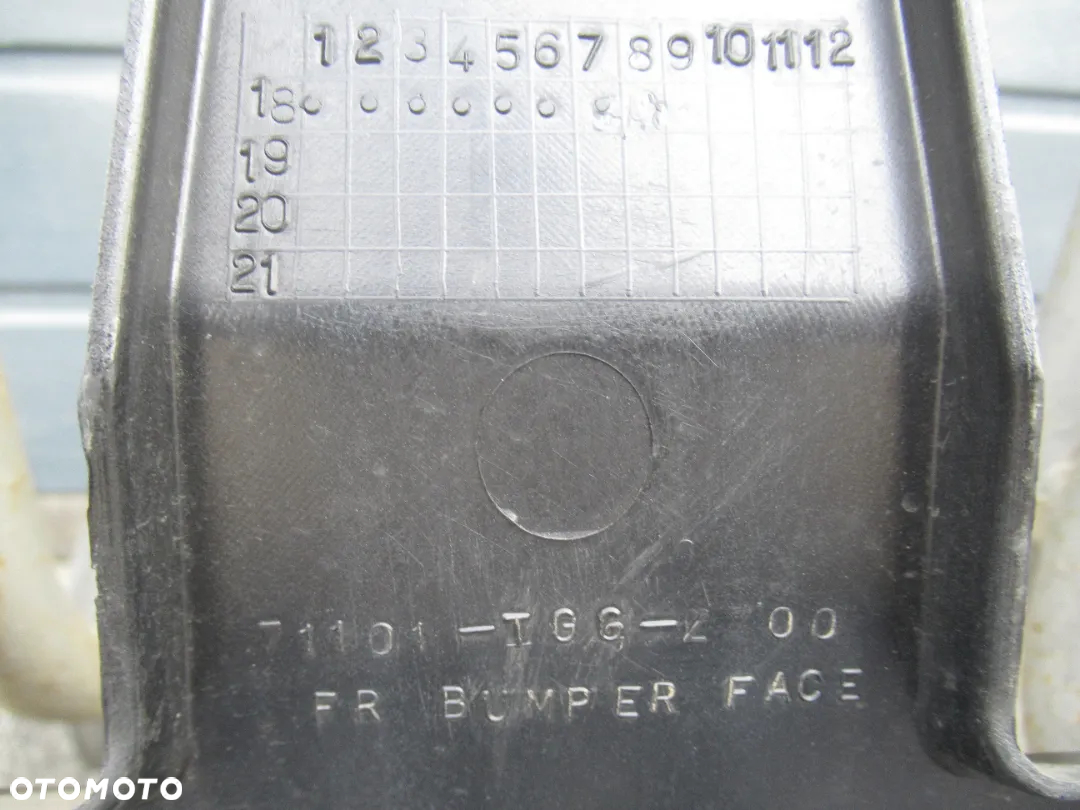 1 2 3 4 5 6 7 8 9 10 11 12
18
19
20
21
71101-TGG-Z 00
FR BUMPER FACE
OTOMOTO